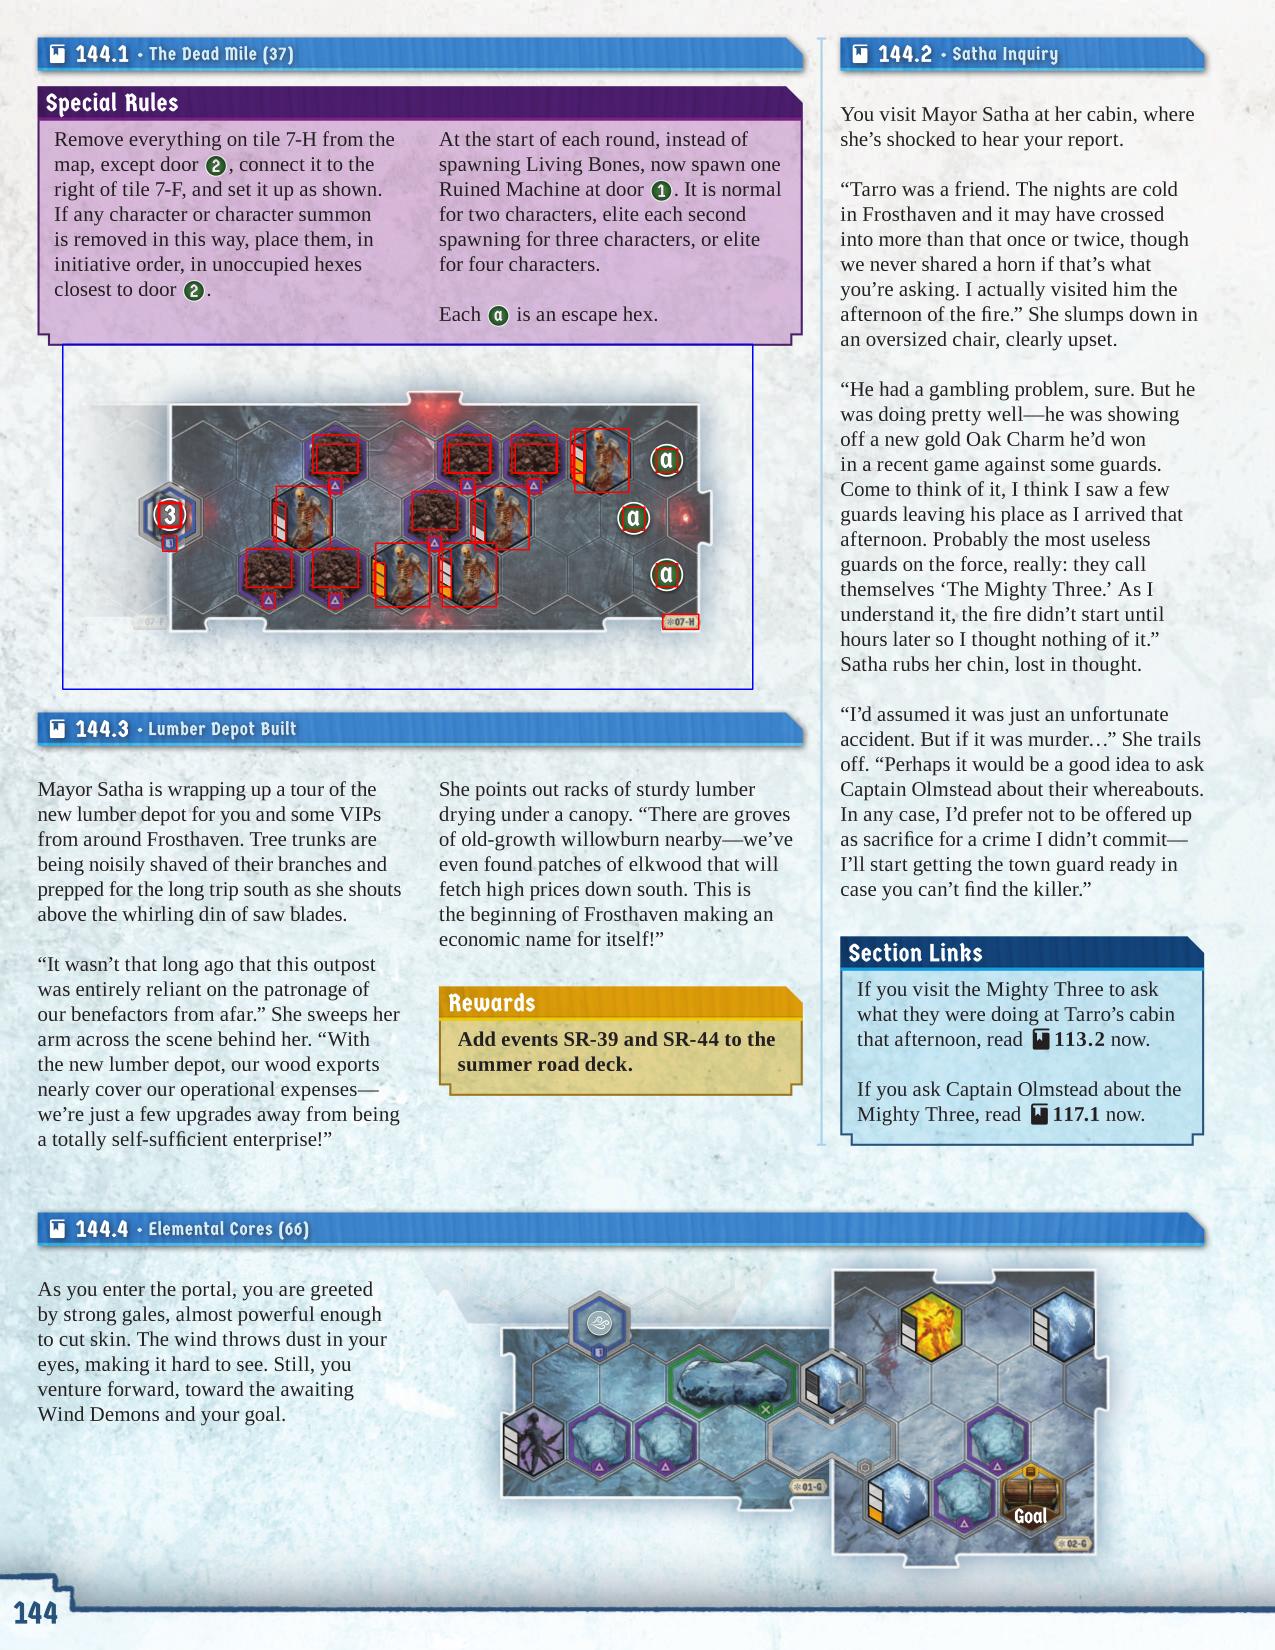 144.1 • The Dead Mile (37)
Special Rules
Remove everything on tile 7-H from the
map, except door 2, connect it to the
right of tile 7-F, and set it up as shown.
If any character or character summon
is removed in this way, place them, in
initiative order, in unoccupied hexes
closest to door 2.
At the start of each round, instead of
spawning Living Bones, now spawn one
Ruined Machine at door 1. It is normal
for two characters, elite each second
spawning for three characters, or elite
for four characters.
Each a is an escape hex.
a
3
a
a
07-F
07-H
144.2 • Satha Inquiry
You visit Mayor Satha at her cabin, where
she’s shocked to hear your report.
“Tarro was a friend. The nights are cold
in Frosthaven and it may have crossed
into more than that once or twice, though
we never shared a horn if that’s what
you’re asking. I actually visited him the
afternoon of the fire.” She slumps down in
an oversized chair, clearly upset.
“He had a gambling problem, sure. But he
was doing pretty well—he was showing
off a new gold Oak Charm he’d won
in a recent game against some guards.
Come to think of it, I think I saw a few
guards leaving his place as I arrived that
afternoon. Probably the most useless
guards on the force, really: they call
themselves ‘The Mighty Three.’ As I
understand it, the fire didn’t start until
hours later so I thought nothing of it.”
Satha rubs her chin, lost in thought.
“I’d assumed it was just an unfortunate
accident. But if it was murder…” She trails
off. “Perhaps it would be a good idea to ask
Captain Olmstead about their whereabouts.
In any case, I’d prefer not to be offered up
as sacrifice for a crime I didn’t commit—
I’ll start getting the town guard ready in
case you can’t find the killer.”
Section Links
If you visit the Mighty Three to ask
what they were doing at Tarro’s cabin
that afternoon, read 113.2 now.
If you ask Captain Olmstead about the
Mighty Three, read 117.1 now.
144.3 • Lumber Depot Built
Mayor Satha is wrapping up a tour of the
new lumber depot for you and some VIPs
from around Frosthaven. Tree trunks are
being noisily shaved of their branches and
prepped for the long trip south as she shouts
above the whirling din of saw blades.
“It wasn’t that long ago that this outpost
was entirely reliant on the patronage of
our benefactors from afar.” She sweeps her
arm across the scene behind her. “With
the new lumber depot, our wood exports
nearly cover our operational expenses—
we’re just a few upgrades away from being
a totally self-sufficient enterprise!”
She points out racks of sturdy lumber
drying under a canopy. “There are groves
of old-growth willowburn nearby—we’ve
even found patches of elkwood that will
fetch high prices down south. This is
the beginning of Frosthaven making an
economic name for itself!”
Rewards
Add events SR-39 and SR-44 to the
summer road deck.
144.4 • Elemental Cores (66)
As you enter the portal, you are greeted
by strong gales, almost powerful enough
to cut skin. The wind throws dust in your
eyes, making it hard to see. Still, you
venture forward, toward the awaiting
Wind Demons and your goal.
01-G
Goal
02-G
144